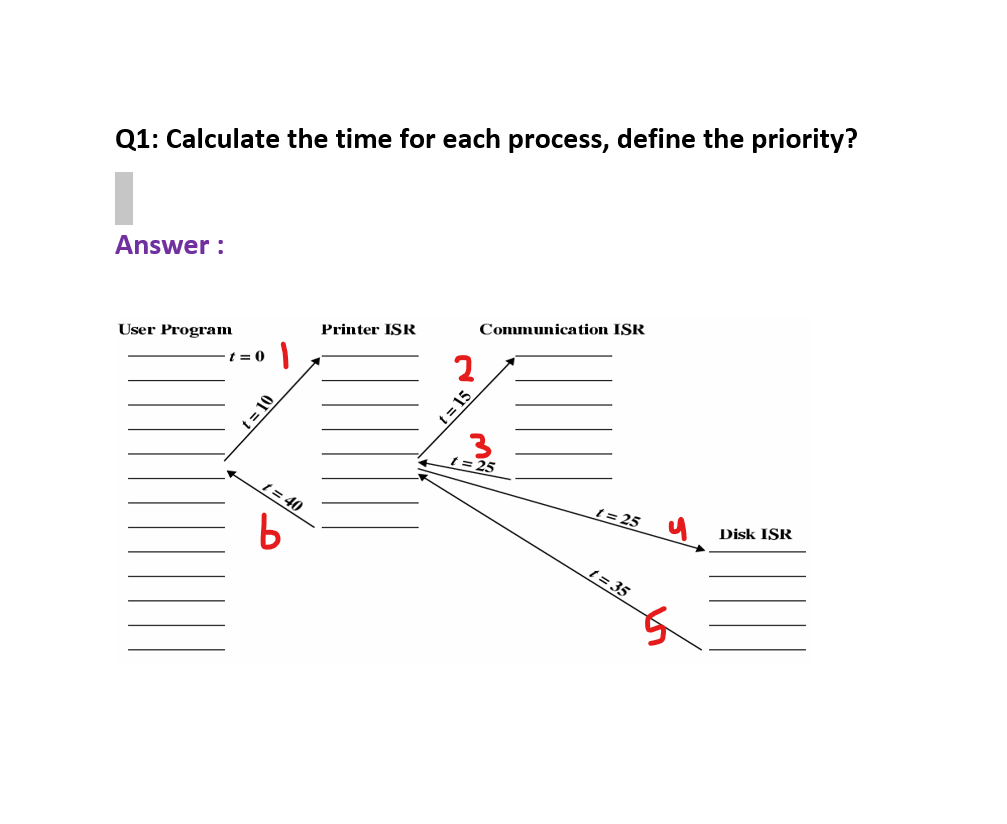 Q1: Calculate the time for each process, define the priority?
Answer :
User Program
Printer ISR
Communication ISR
t = 0
1
2
t = 10
t = 15
3
t = 25
t = 40
6
t = 25
4
Disk ISR
t = 35
5